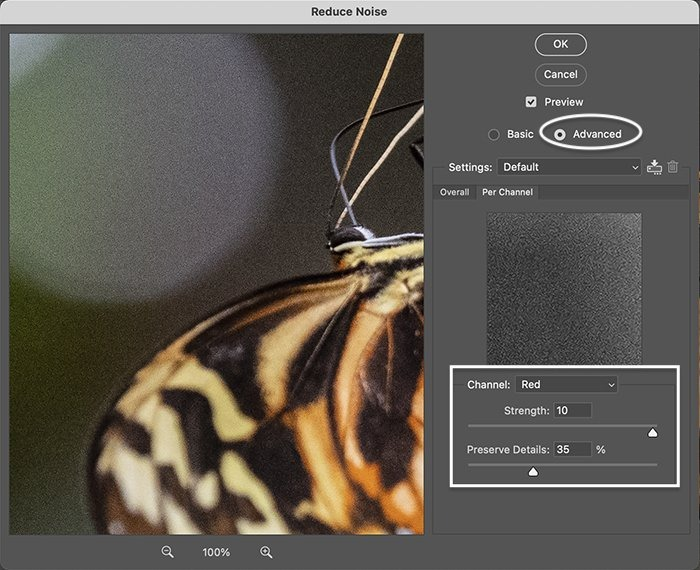 Reduce Noise
OK
Cancel
Preview
Basic Advanced
Settings: Default
Overall Per Channel
Channel: Red
Strength: 10
Preserve Details: 35 %
100%